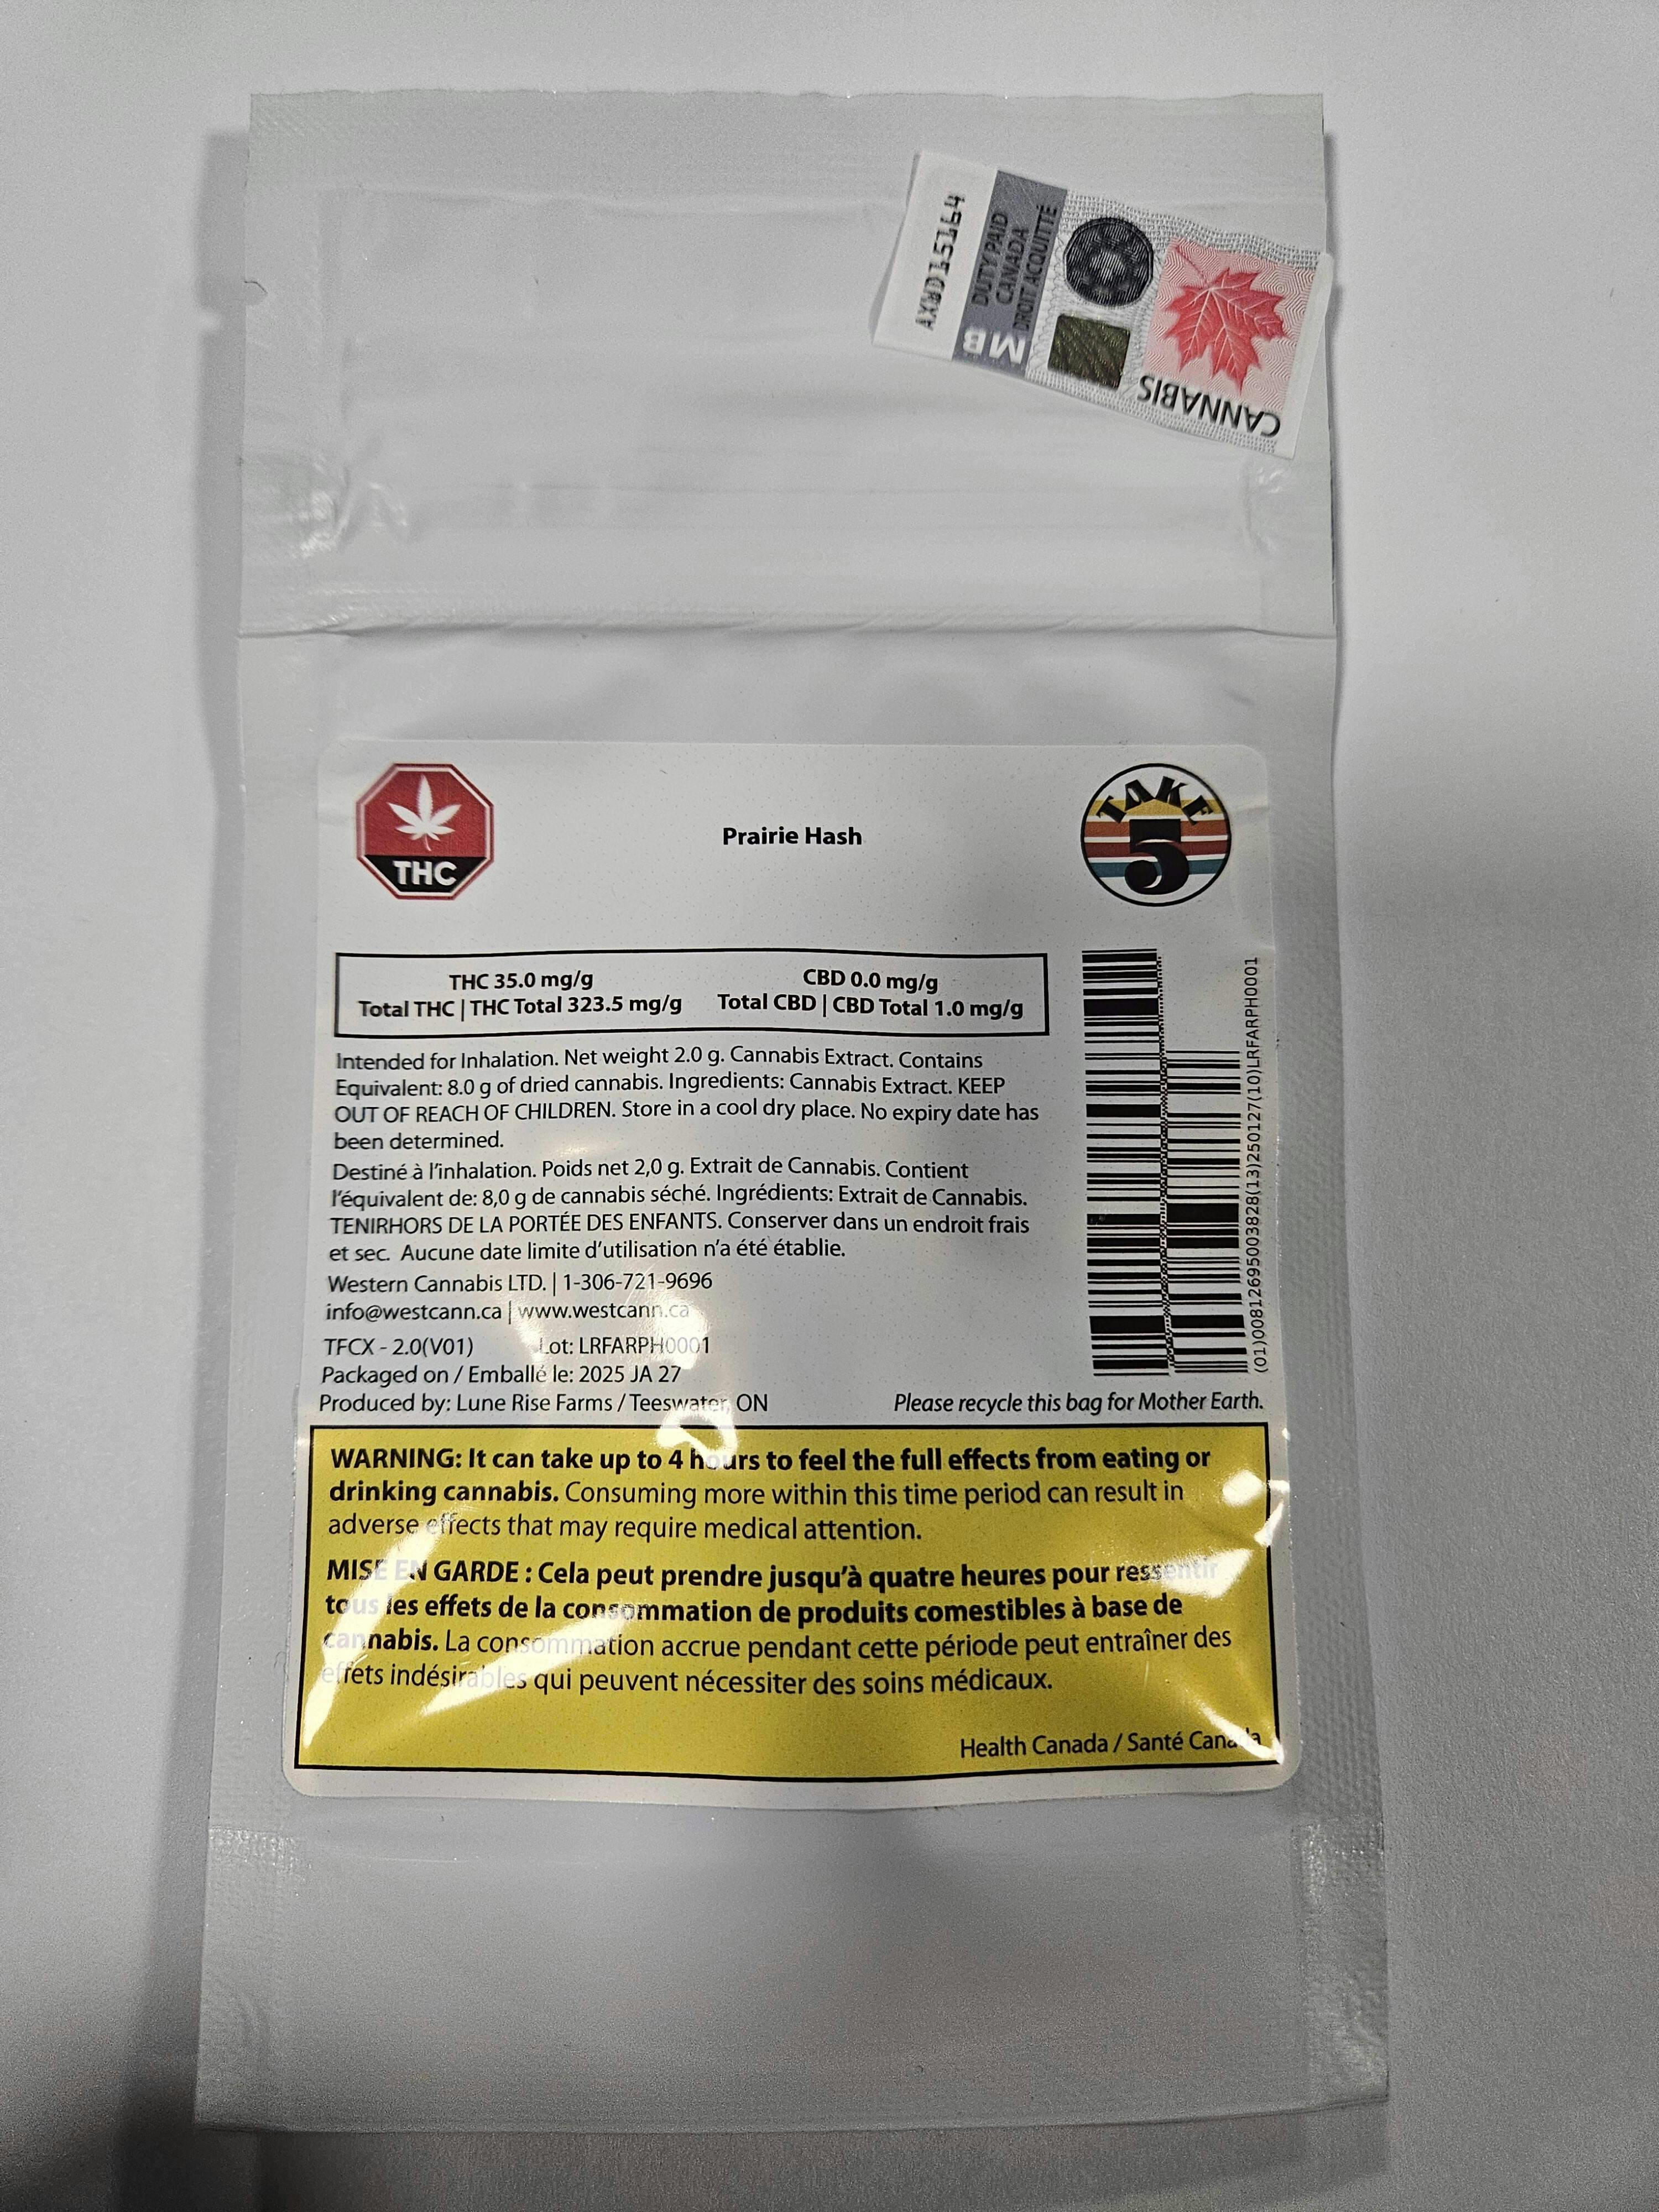 AXWD15164
DUTY PAID
CANADA
DROIT ACQUITTÉ
MB
CANNABIS
THC
Prairie Hash
TAKE
5
THC 35.0 mg/g
Total THC | THC Total 323.5 mg/g
CBD 0.0 mg/g
Total CBD | CBD Total 1.0 mg/g
Intended for Inhalation. Net weight 2.0 g. Cannabis Extract. Contains
Equivalent: 8.0 g of dried cannabis. Ingredients: Cannabis Extract. KEEP
OUT OF REACH OF CHILDREN. Store in a cool dry place. No expiry date has
been determined.
Destiné à l'inhalation. Poids net 2,0 g. Extrait de Cannabis. Contient
l'équivalent de: 8,0 g de cannabis séché. Ingrédients: Extrait de Cannabis.
TENIRHORS DE LA PORTÉE DES ENFANTS. Conserver dans un endroit frais
et sec. Aucune date limite d'utilisation n'a été établie.
Western Cannabis LTD. | 1-306-721-9696
info@westcann.ca | www.westcann.ca
TFCX - 2.0(V01) Lot: LRFARPH0001
Packaged on / Emballé le: 2025 JA 27
Produced by: Lune Rise Farms / Teeswater, ON
Please recycle this bag for Mother Earth.
(01)00812695003828(13)250127(10)LRFARPH0001
WARNING: It can take up to 4 hours to feel the full effects from eating or
drinking cannabis. Consuming more within this time period can result in
adverse effects that may require medical attention.
MISE EN GARDE : Cela peut prendre jusqu'à quatre heures pour ressentir
tous les effets de la consommation de produits comestibles à base de
cannabis. La consommation accrue pendant cette période peut entraîner des
effets indésirables qui peuvent nécessiter des soins médicaux.
Health Canada / Santé Canada